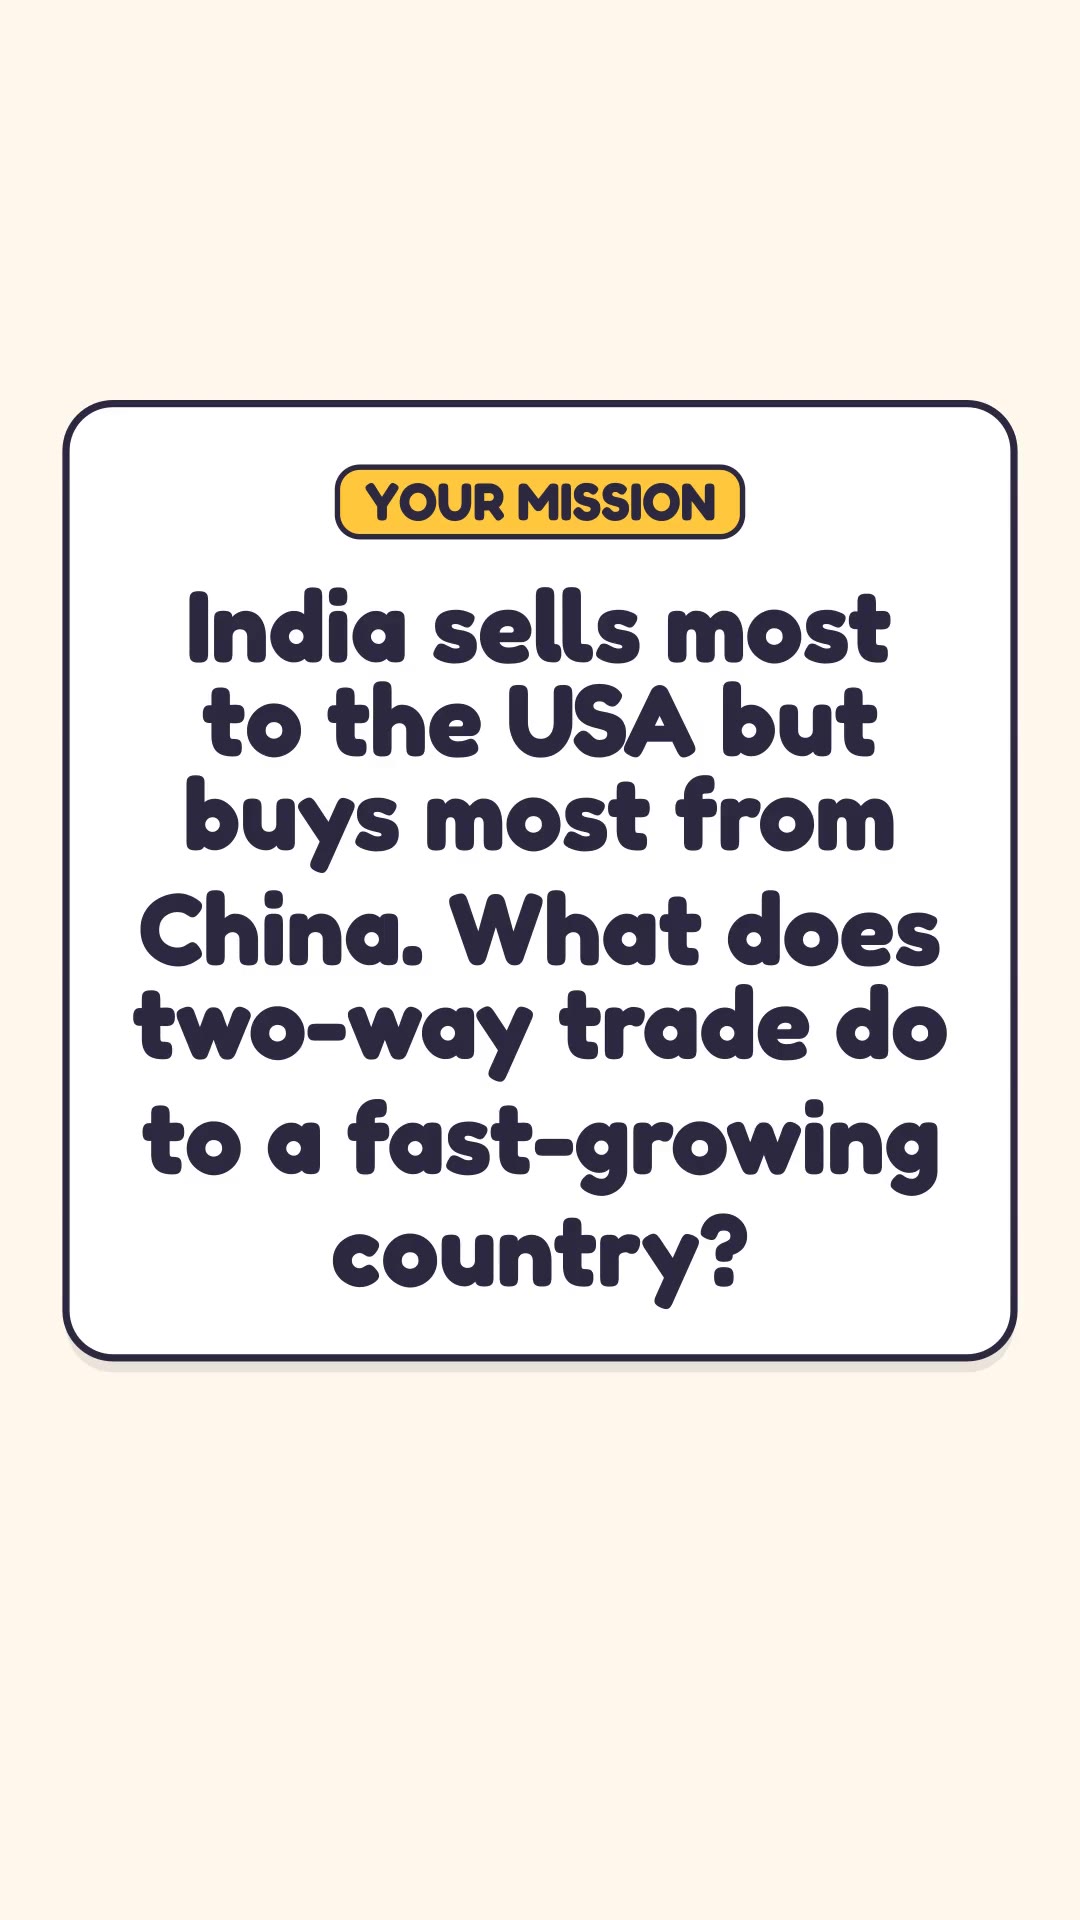 YOUR MISSION
India sells most
to the USA but
buys most from
China. What does
two-way trade do
to a fast-growing
country?